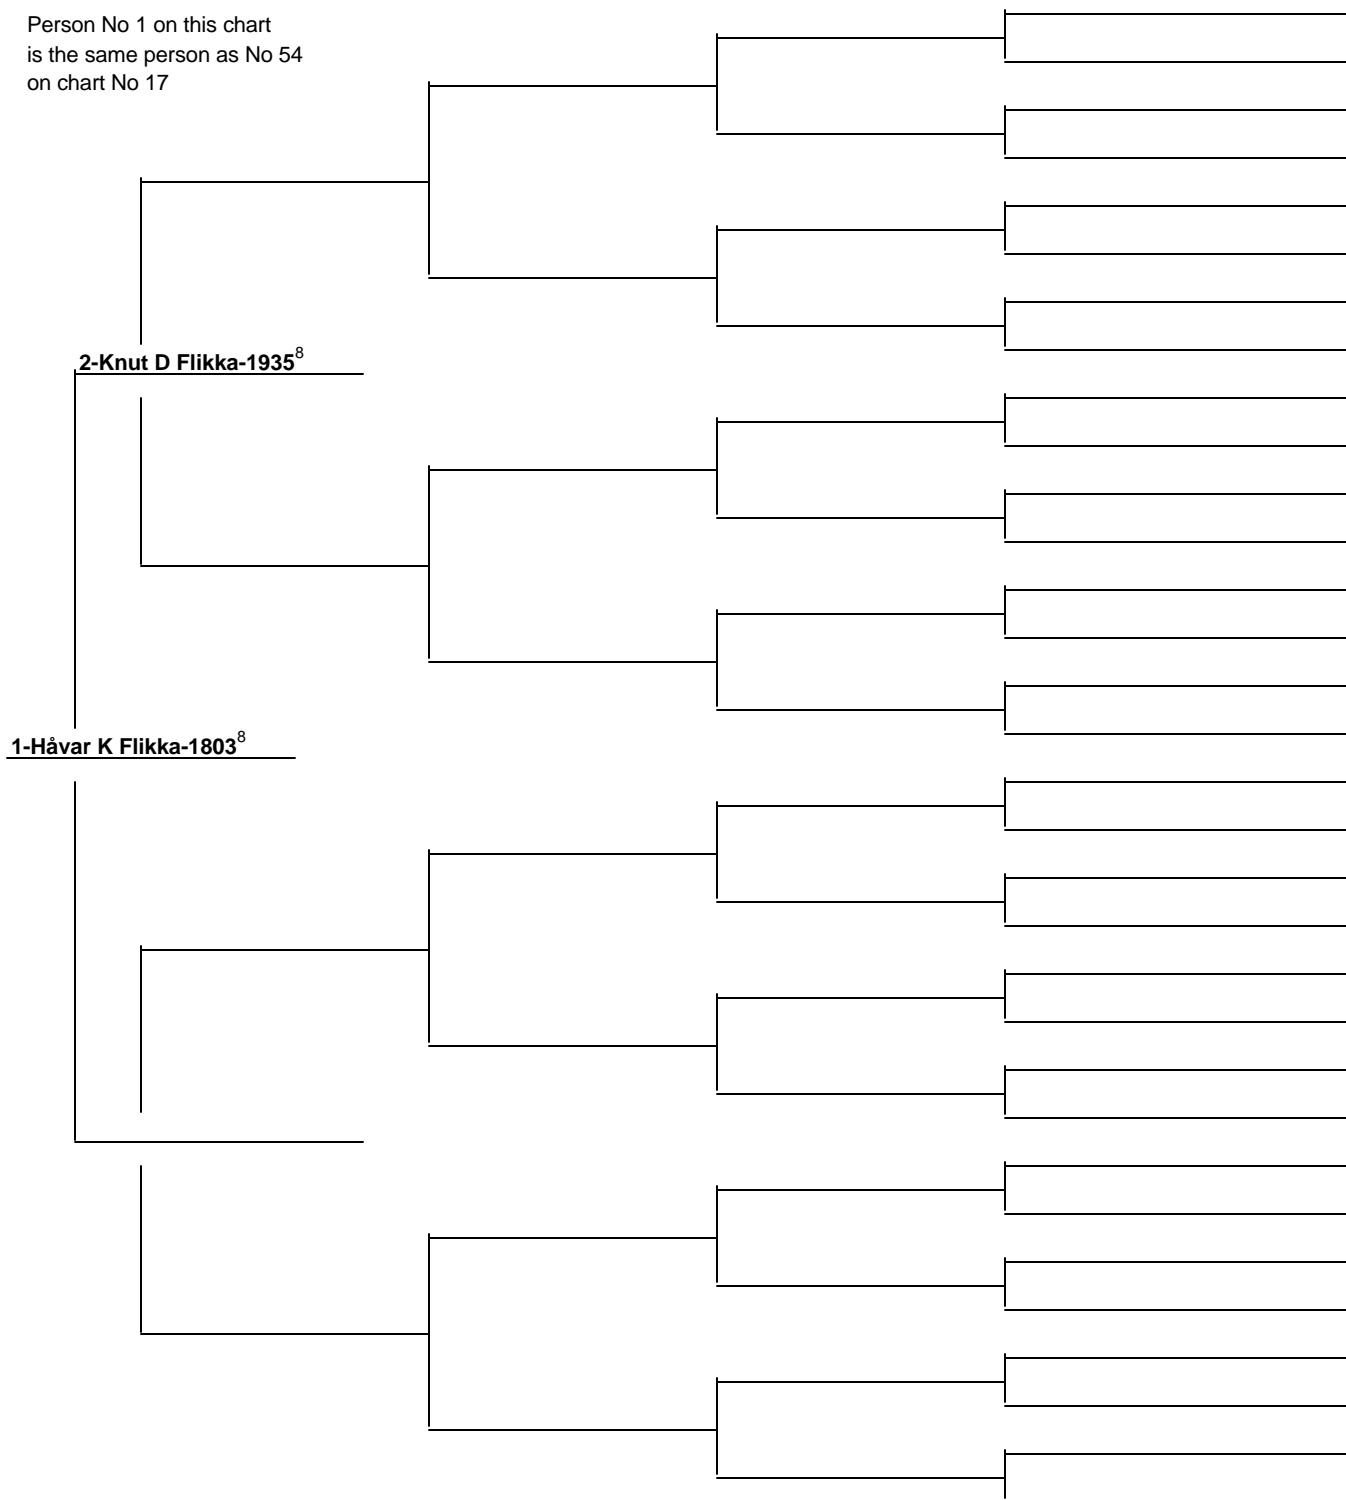 Person No 1 on this chart
is the same person as No 54
on chart No 17
2-Knut D Flikka-1935⁸
1-Håvar K Flikka-1803⁸